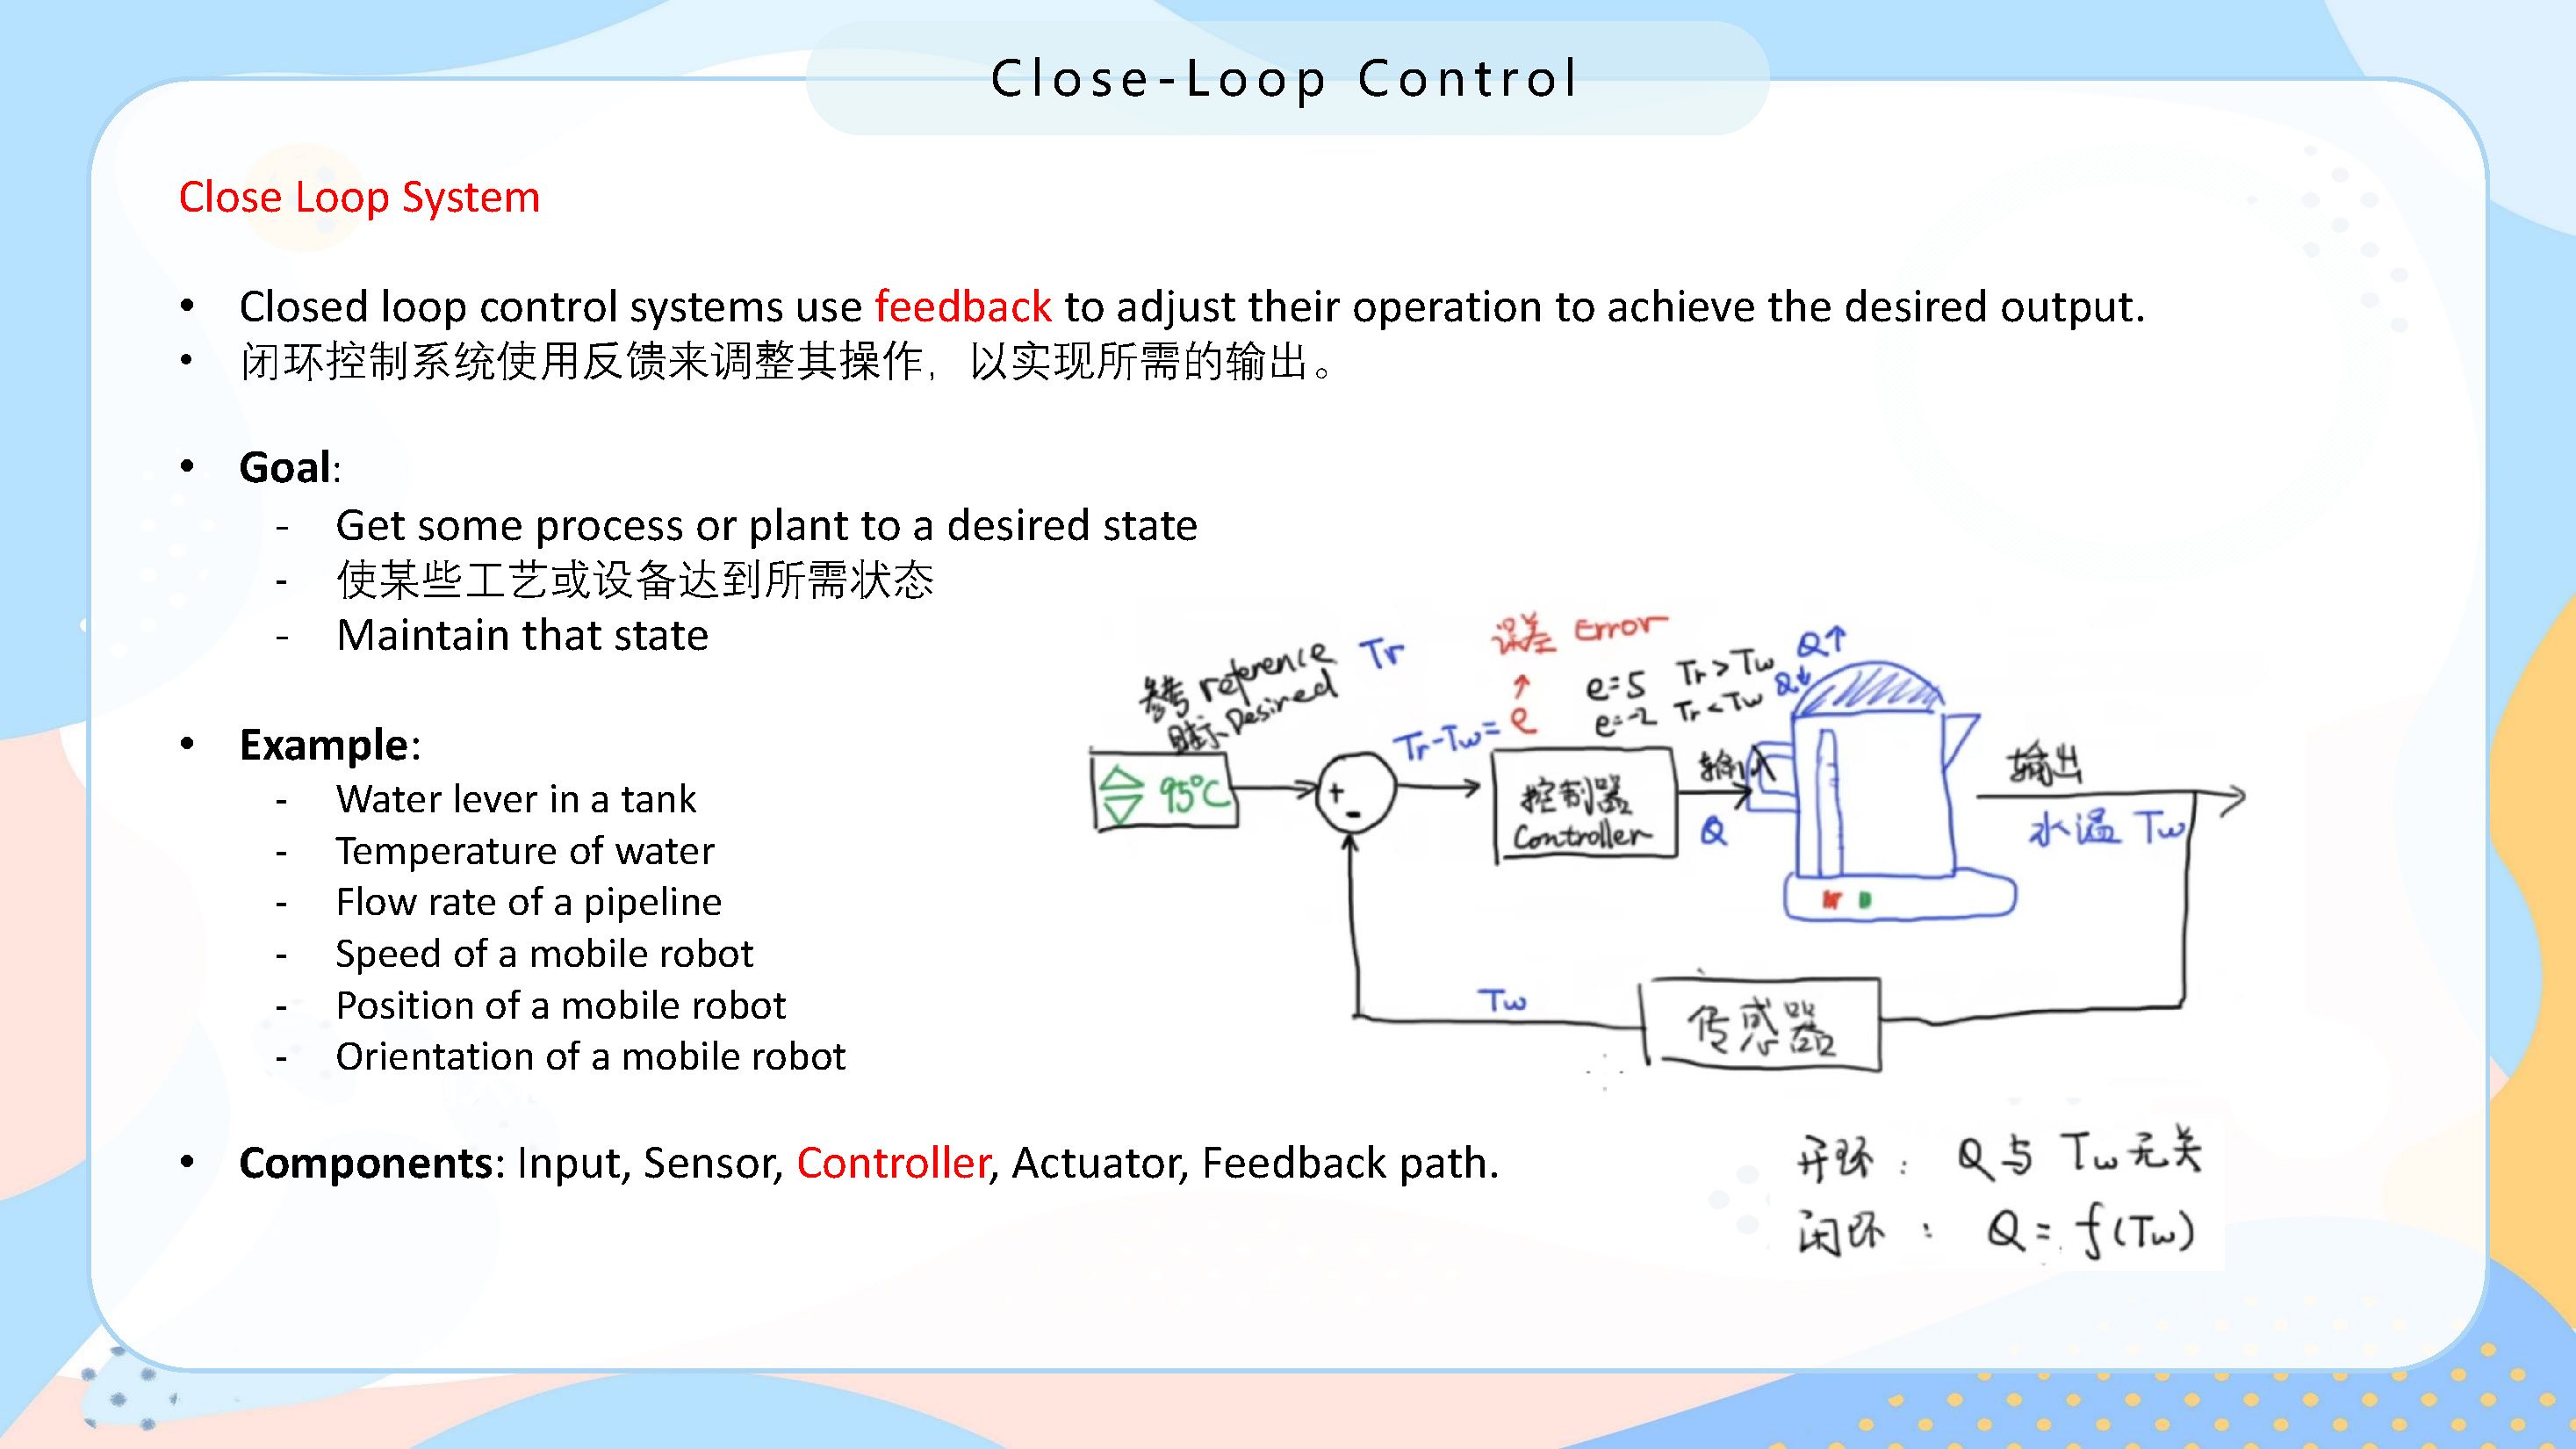 Close-Loop Control
Close Loop System
• Closed loop control systems use feedback to adjust their operation to achieve the desired output.
• 闭环控制系统使用反馈来调整其操作，以实现所需的输出。
• Goal:
- Get some process or plant to a desired state
- 使某些工艺或设备达到所需状态
- Maintain that state
• Example:
- Water lever in a tank
- Temperature of water
- Flow rate of a pipeline
- Speed of a mobile robot
- Position of a mobile robot
- Orientation of a mobile robot
• Components: Input, Sensor, Controller, Actuator, Feedback path.
参考 reference Tr
目标 Desired
误差 Error
Tr-Tw= e
e=5 Tr>Tw Q↑
e=-2 Tr<Tw Q↓
95°C
+
-
控制器
Controller
输入
Q
输出
水温 Tw
Tw
传感器
开环: Q与 Tw无关
闭环: Q=f(Tw)